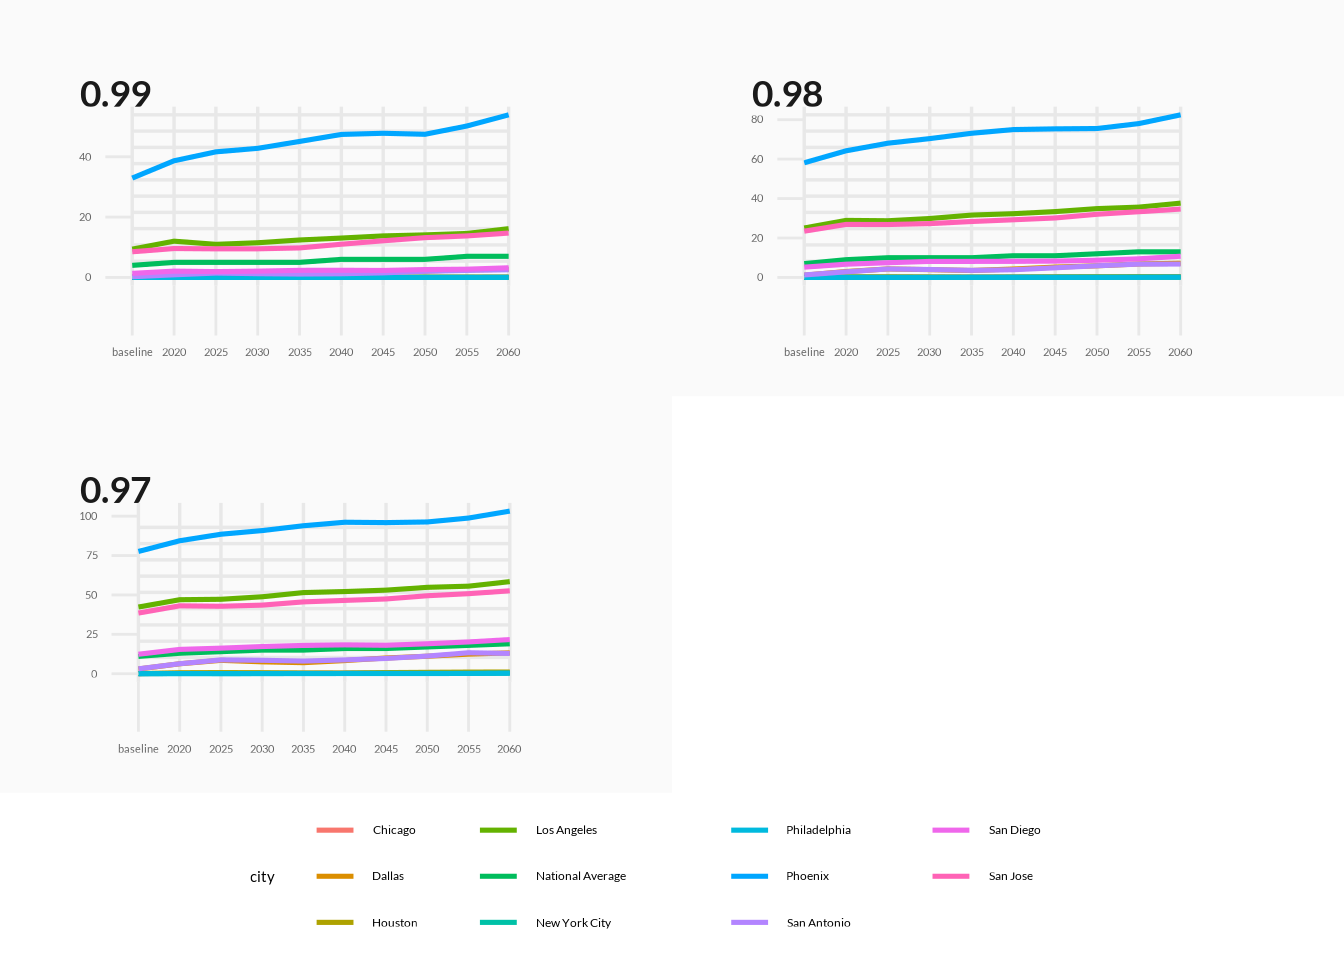 0.99
40
20
0
baseline 2020 2025 2030 2035 2040 2045 2050 2055 2060
0.98
80
60
40
20
0
baseline 2020 2025 2030 2035 2040 2045 2050 2055 2060
0.97
100
75
50
25
0
baseline 2020 2025 2030 2035 2040 2045 2050 2055 2060
city
Chicago
Dallas
Houston
Los Angeles
National Average
New York City
Philadelphia
Phoenix
San Antonio
San Diego
San Jose